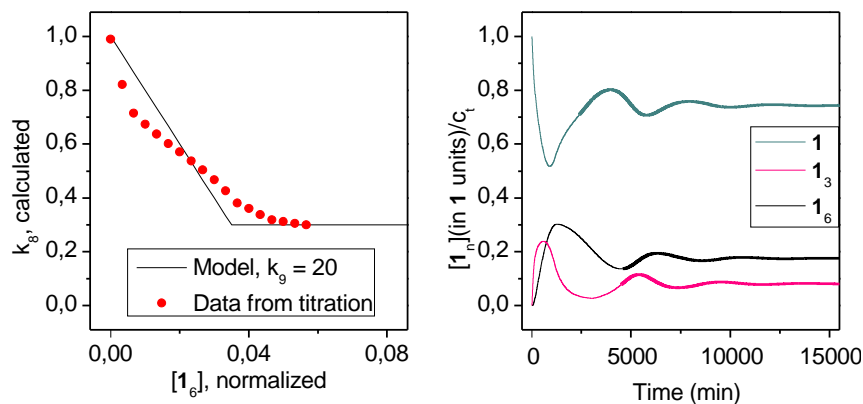 k8, calculated
1,0
0,8
0,6
0,4
0,2
0,0
Model, k9 = 20
Data from titration
0,00 0,04 0,08
[16], normalized
[1n](in 1 units)/ct
1,0
0,8
0,6
0,4
0,2
0,0
1
13
16
0 5000 10000 15000
Time (min)